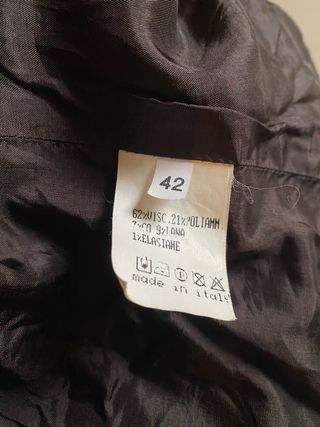 42
62%VISC.21%POLIAMM.
7%CO 9%LANA
1%ELASTANE
made in italy